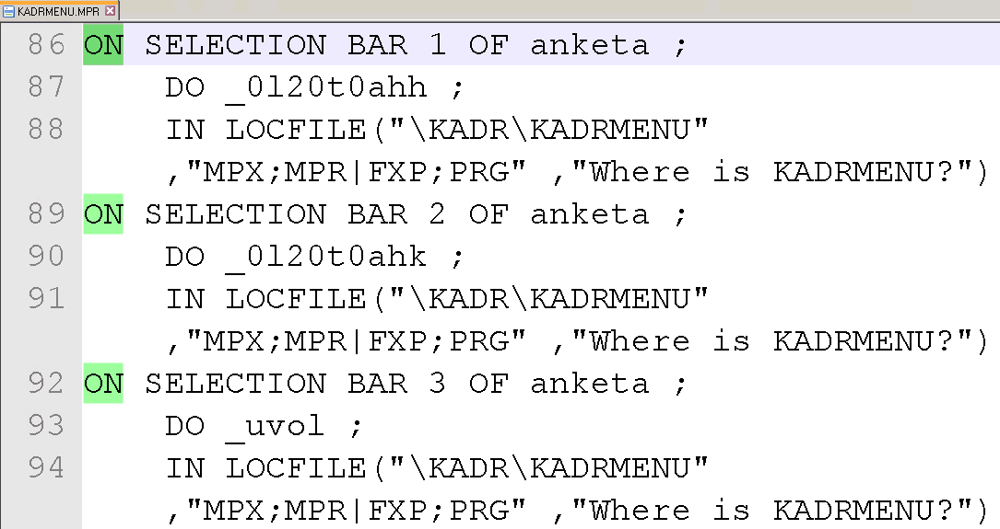 KADRMENU.MPR
86 ON SELECTION BAR 1 OF anketa ;
87 DO _0l20t0ahh ;
88 IN LOCFILE("\KADR\KADRMENU"
,"MPX;MPR|FXP;PRG" ,"Where is KADRMENU?")
89 ON SELECTION BAR 2 OF anketa ;
90 DO _0l20t0ahk ;
91 IN LOCFILE("\KADR\KADRMENU"
,"MPX;MPR|FXP;PRG" ,"Where is KADRMENU?")
92 ON SELECTION BAR 3 OF anketa ;
93 DO _uvol ;
94 IN LOCFILE("\KADR\KADRMENU"
,"MPX;MPR|FXP;PRG" ,"Where is KADRMENU?")